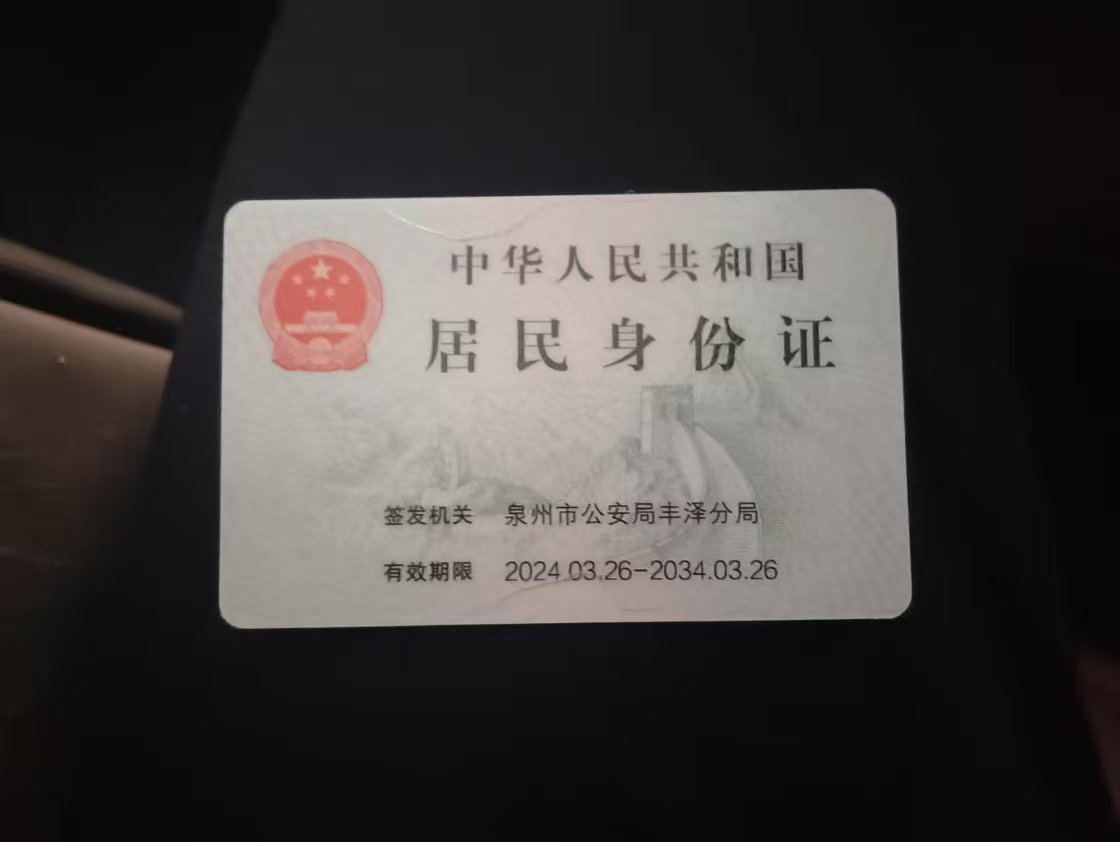 中华人民共和国
居民身份证
签发机关 泉州市公安局丰泽分局
有效期限 2024.03.26-2034.03.26